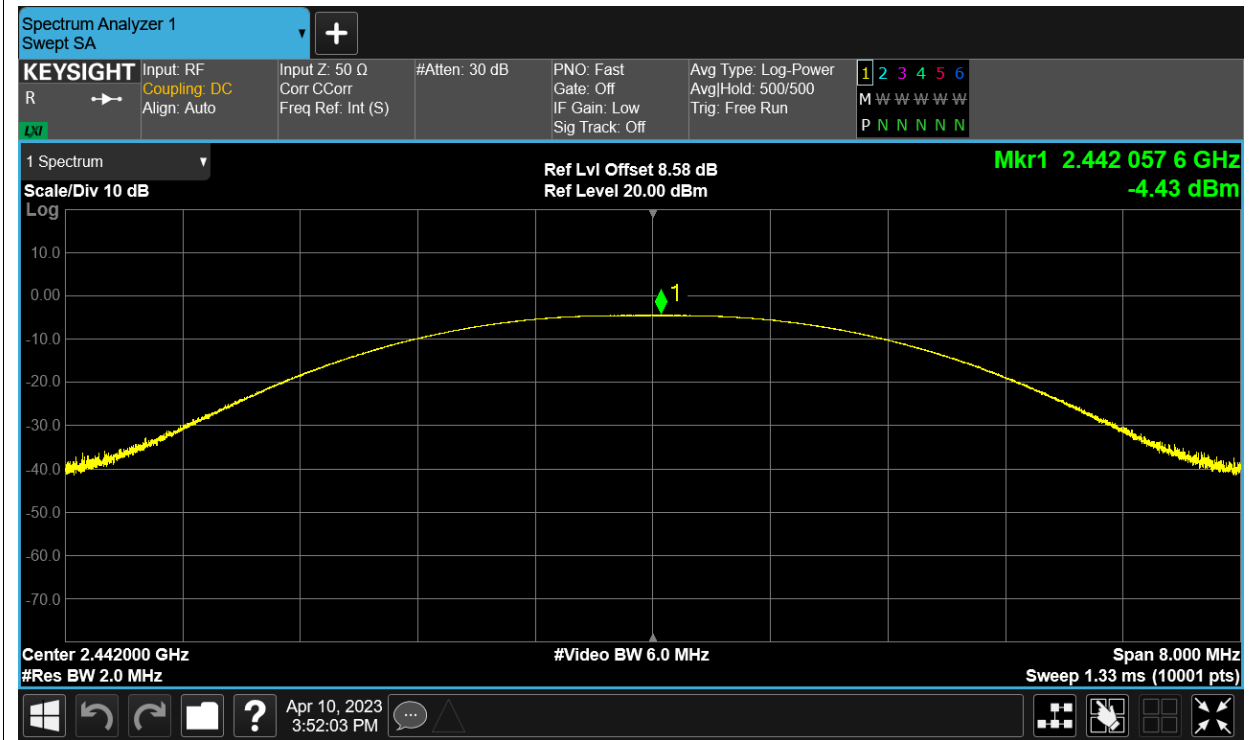 Spectrum Analyzer 1
Swept SA
+
KEYSIGHT
R
LXI
Input: RF
Coupling: DC
Align: Auto
Input Z: 50 Ω
Corr CCorr
Freq Ref: Int (S)
#Atten: 30 dB
PNO: Fast
Gate: Off
IF Gain: Low
Sig Track: Off
Avg Type: Log-Power
Avg|Hold: 500/500
Trig: Free Run
1 2 3 4 5 6
M W W W W W
P N N N N N
1 Spectrum
Scale/Div 10 dB
Log
Ref Lvl Offset 8.58 dB
Ref Level 20.00 dBm
Mkr1 2.442 057 6 GHz
-4.43 dBm
10.0
0.00
-10.0
-20.0
-30.0
-40.0
-50.0
-60.0
-70.0
1
Center 2.442000 GHz
#Res BW 2.0 MHz
#Video BW 6.0 MHz
Span 8.000 MHz
Sweep 1.33 ms (10001 pts)
?
Apr 10, 2023
3:52:03 PM